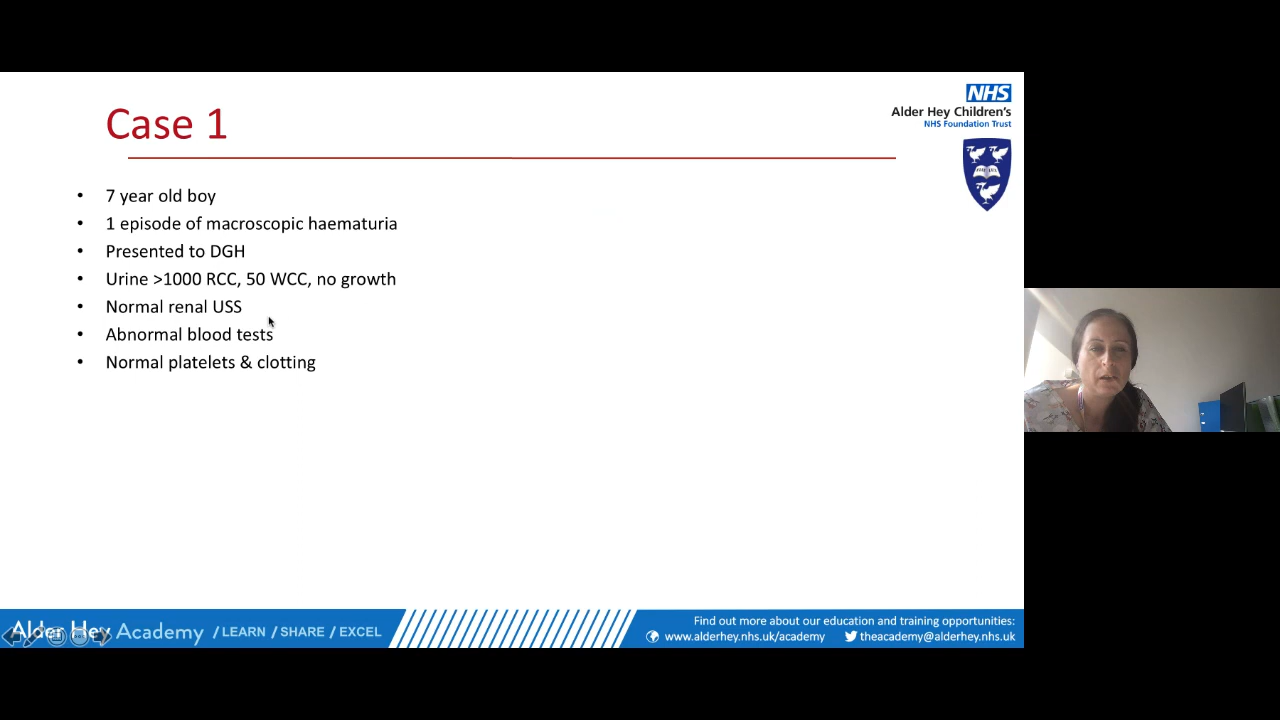 Case 1
NHS
Alder Hey Children's
NHS Foundation Trust
• 7 year old boy
• 1 episode of macroscopic haematuria
• Presented to DGH
• Urine >1000 RCC, 50 WCC, no growth
• Normal renal USS
• Abnormal blood tests
• Normal platelets & clotting
Alder Hey Academy / LEARN / SHARE / EXCEL
Find out more about our education and training opportunities:
www.alderhey.nhs.uk/academy theacademy@alderhey.nhs.uk